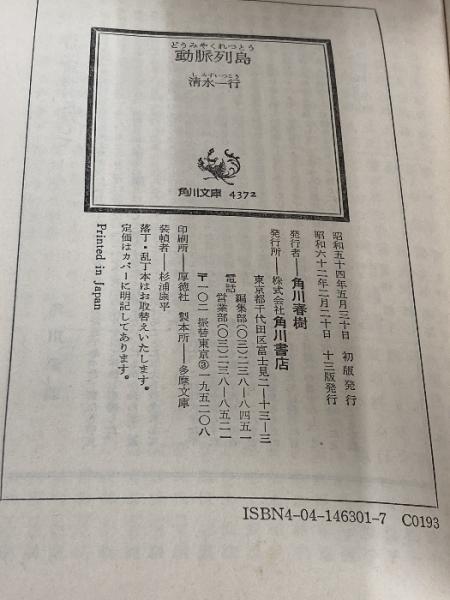 どうみゃくれっとう
動脈列島
しみずいっこう
清水一行
角川文庫 4372
昭和五十四年五月三十日 初版発行
昭和六十二年二月二十日 十三版発行
発行者―角川春樹
発行所―株式会社角川書店
東京都千代田区富士見二―十三―三
電話 編集部(〇三)二三八―八四五一
営業部(〇三)二三八―八五二一
〒一〇二 振替東京③一九五二〇八
印刷所―厚徳社 製本所―多摩文庫
装幀者―杉浦康平
落丁・乱丁本はお取替えいたします。
定価はカバーに明記してあります。
Printed in Japan
ISBN4-04-146301-7 C0193